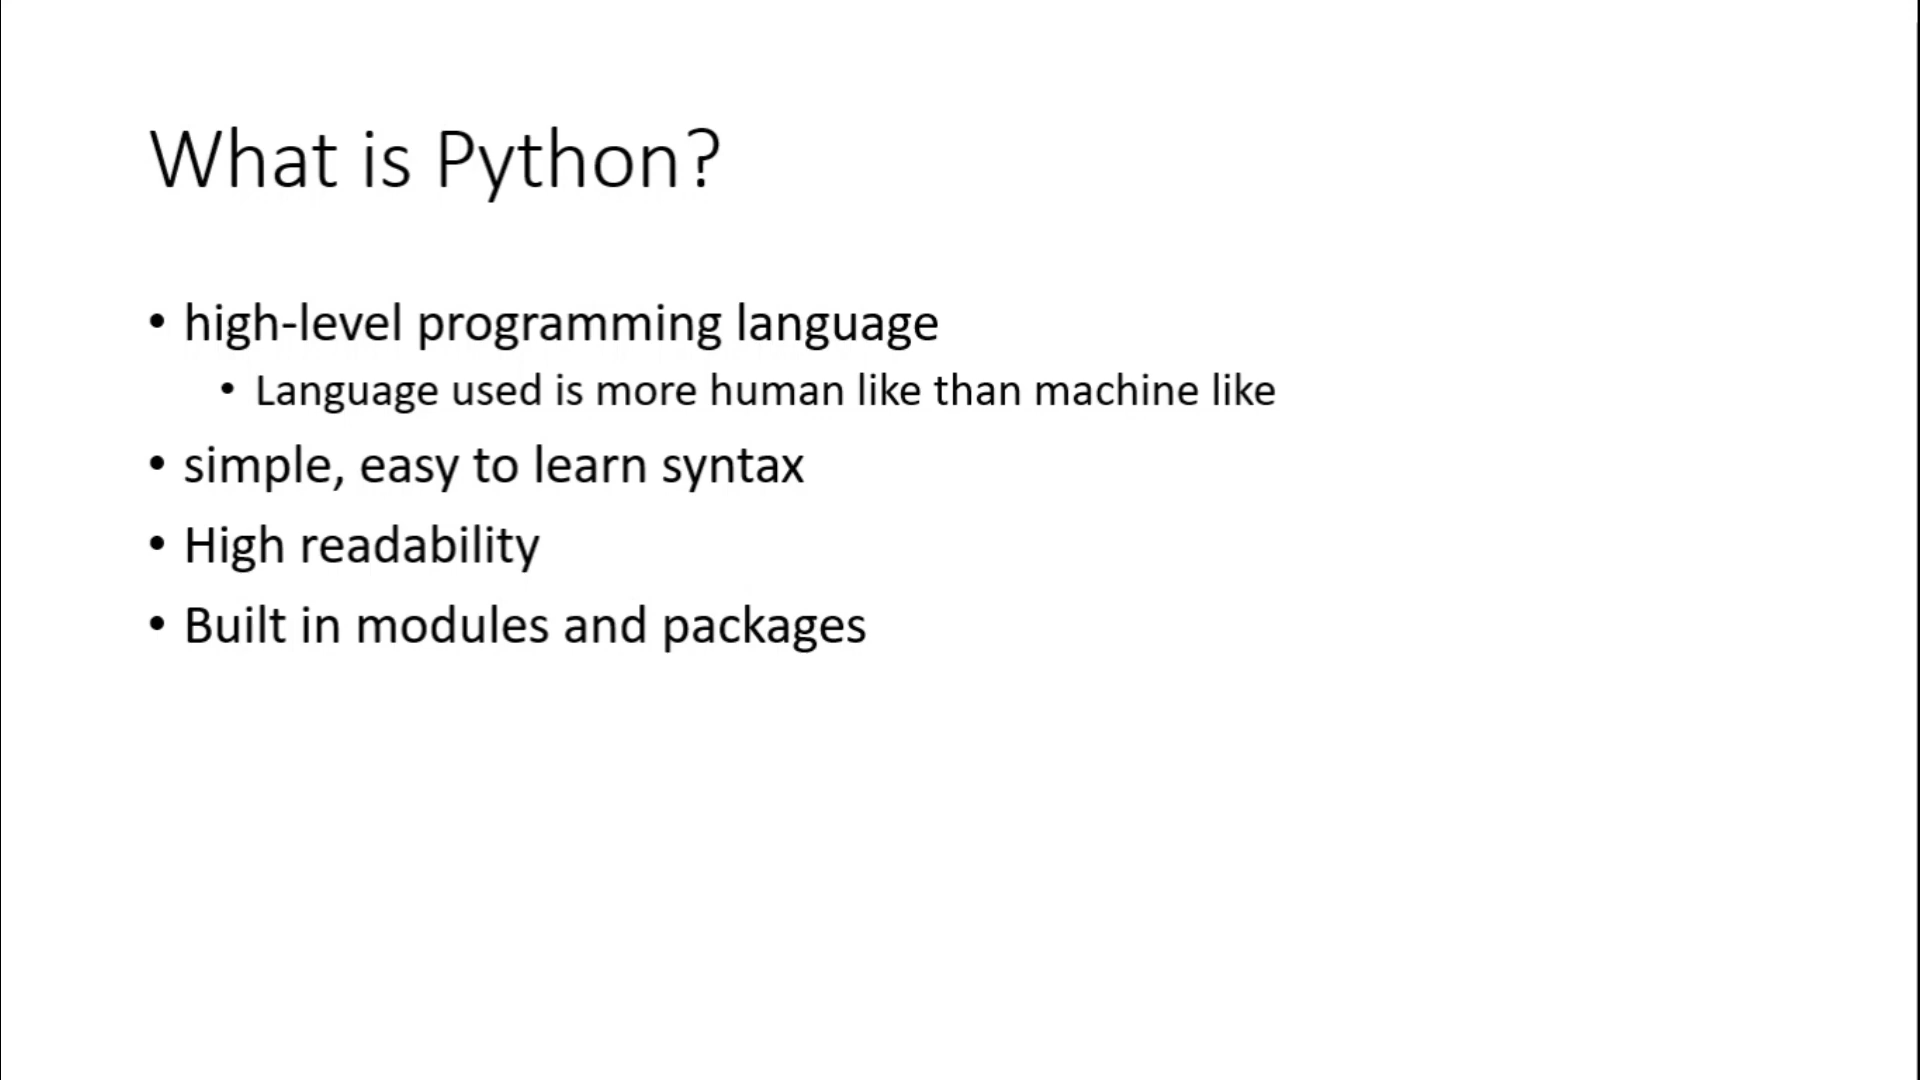 What is Python?
• high-level programming language
• Language used is more human like than machine like
• simple, easy to learn syntax
• High readability
• Built in modules and packages